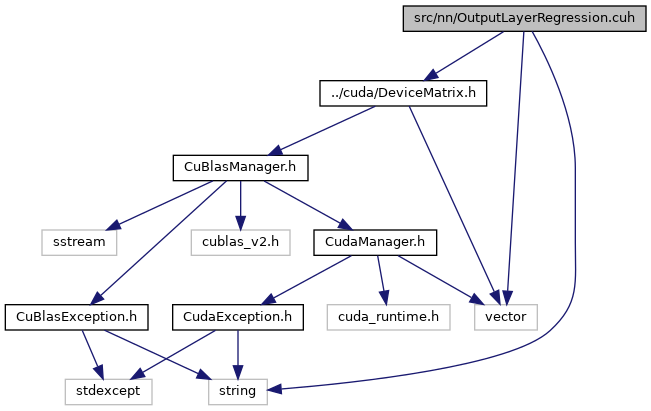 src/nn/OutputLayerRegression.cuh
../cuda/DeviceMatrix.h
CuBlasManager.h
sstream
cublas_v2.h
CudaManager.h
CuBlasException.h
CudaException.h
cuda_runtime.h
vector
stdexcept
string